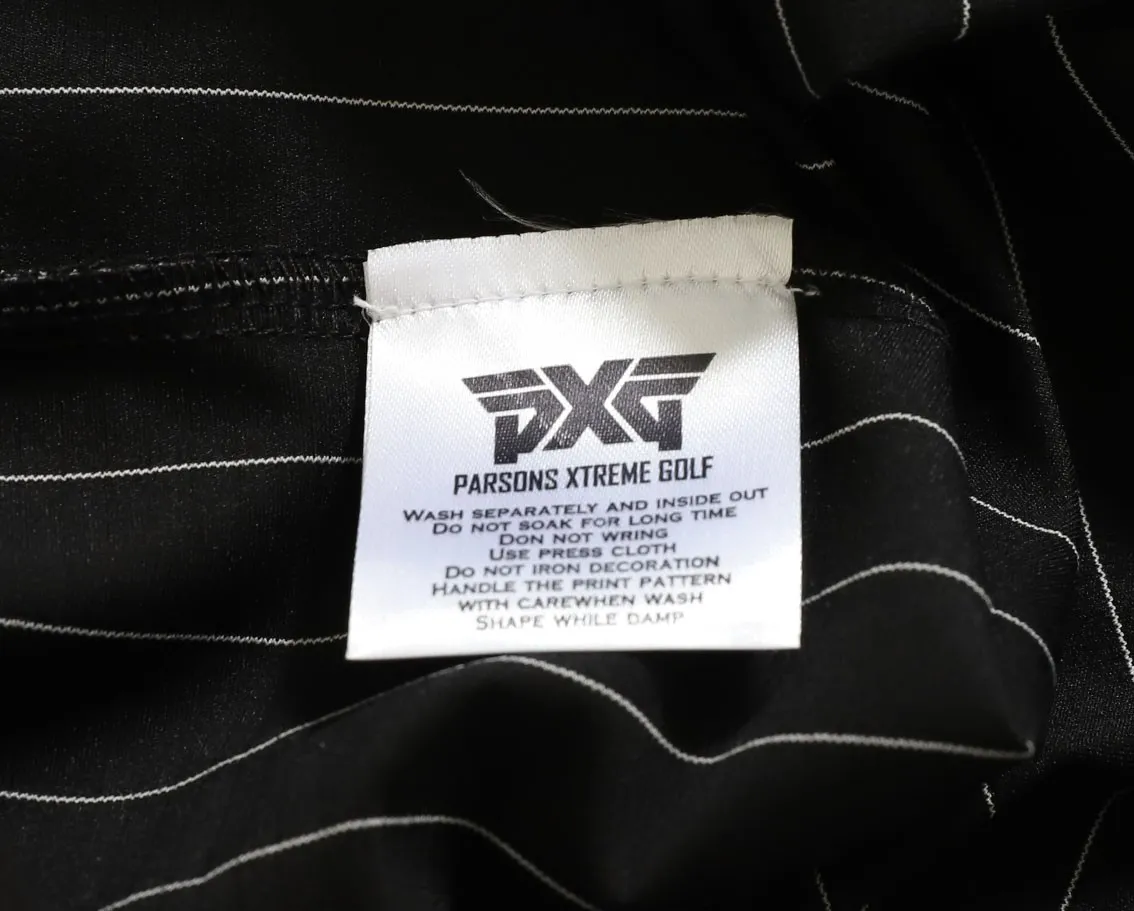 PXG
PARSONS XTREME GOLF
WASH SEPARATELY AND INSIDE OUT
DO NOT SOAK FOR LONG TIME
DON NOT WRING
USE PRESS CLOTH
DO NOT IRON DECORATION
HANDLE THE PRINT PATTERN
WITH CAREWHEN WASH
SHAPE WHILE DAMP